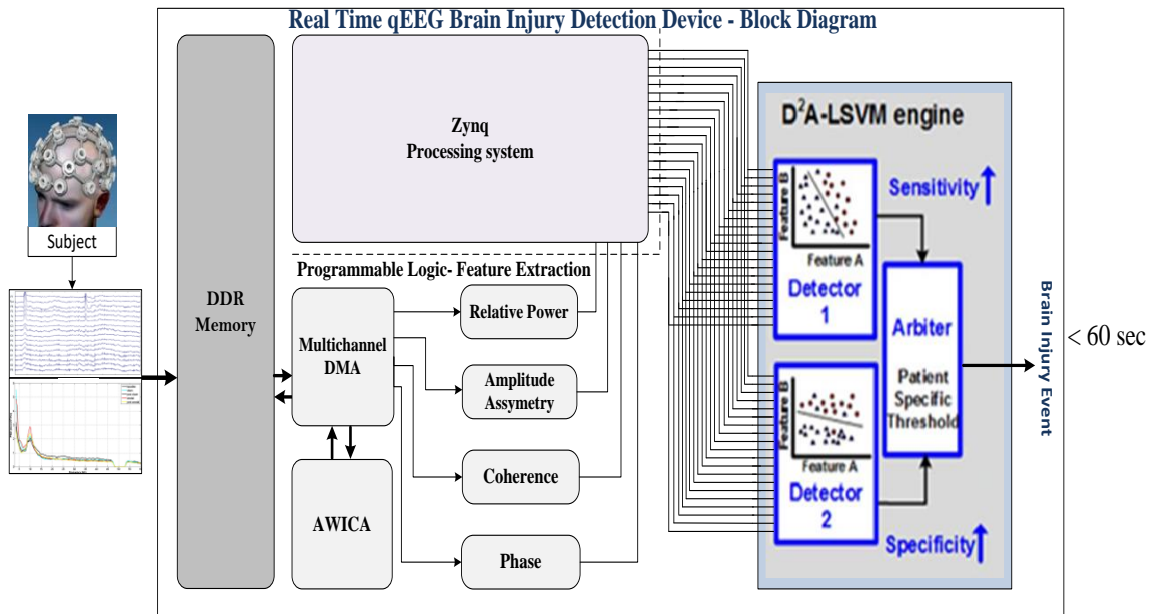 Real Time qEEG Brain Injury Detection Device - Block Diagram
Subject
DDR
Memory
Zynq
Processing system
Programmable Logic- Feature Extraction
Multichannel
DMA
AWICA
Relative Power
Amplitude
Assymetry
Coherence
Phase
D²A-LSVM engine
Feature B
Feature A
Detector
1
Sensitivity
Arbiter
Patient
Specific
Threshold
Feature B
Feature A
Detector
2
Specificity
Brain Injury Event
< 60 sec